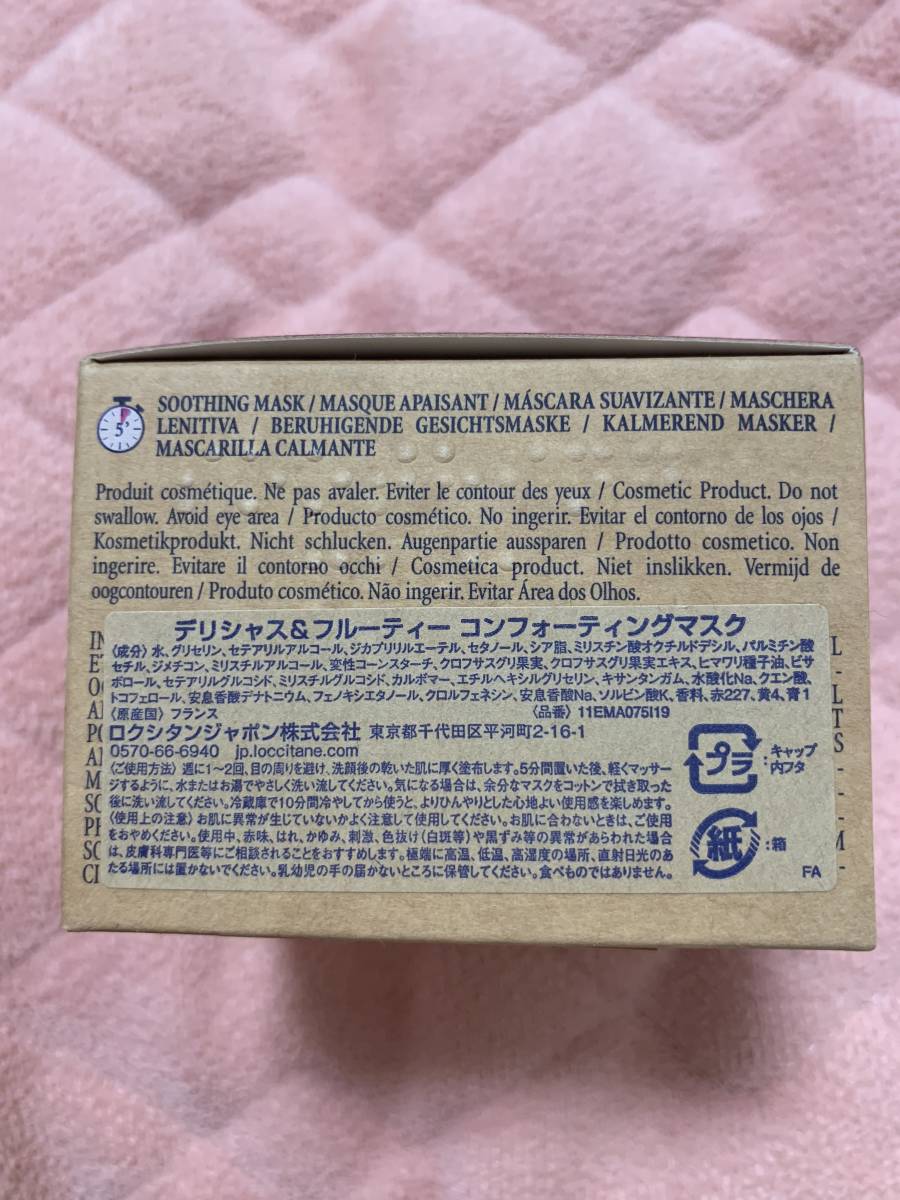 5'
SOOTHING MASK / MASQUE APAISANT / MÁSCARA SUAVIZANTE / MASCHERA
LENITIVA / BERUHIGENDE GESICHTSMASKE / KALMEREND MASKER /
MASCARILLA CALMANTE
Produit cosmétique. Ne pas avaler. Eviter le contour des yeux / Cosmetic Product. Do not
swallow. Avoid eye area / Producto cosmético. No ingerir. Evitar el contorno de los ojos /
Kosmetikprodukt. Nicht schlucken. Augenpartie aussparen / Prodotto cosmetico. Non
ingerire. Evitare il contorno occhi / Cosmetica product. Niet inslikken. Vermijd de
oogcontouren / Produto cosmético. Não ingerir. Evitar Área dos Olhos.
デリシャス&フルーティー コンフォーティングマスク
〈成分〉水、グリセリン、セテアリルアルコール、ジカプリリルエーテル、セタノール、シア脂、ミリスチン酸オクチルドデシル、パルミチン酸
セチル、ジメチコン、ミリスチルアルコール、変性コーンスターチ、クロフサスグリ果実、クロフサスグリ果実エキス、ヒマワリ種子油、ビサ
ボロール、セテアリルグルコシド、ミリスチルグルコシド、カルボマー、エチルヘキシルグリセリン、キサンタンガム、水酸化Na、クエン酸、
トコフェロール、安息香酸デナトニウム、フェノキシエタノール、クロルフェネシン、安息香酸Na、ソルビン酸K、香料、赤227、黄4、青1
〈原産国〉フランス 〈品番〉11EMA075I19
ロクシタンジャポン株式会社 東京都千代田区平河町2-16-1
0570-66-6940 jp.loccitane.com
〈ご使用方法〉週に1〜2回、目の周りを避け、洗顔後の乾いた肌に厚く塗布します。5分間置いた後、軽くマッサー
ジするように、水またはお湯でやさしく洗い流してください。気になる場合は、余分なマスクをコットンで拭き取った
後に洗い流してください。冷蔵庫で10分間冷やしてから使うと、よりひんやりとした心地よい使用感を楽しめます。
〈使用上の注意〉お肌に異常が生じていないかよく注意して使用してください。お肌に合わないときは、ご使用
をおやめください。使用中、赤味、はれ、かゆみ、刺激、色抜け(白斑等)や黒ずみ等の異常があらわれた場合
は、皮膚科専門医等にご相談されることをおすすめします。極端に高温、低温、高湿度の場所、直射日光のあ
たる場所には置かないでください。乳幼児の手の届かないところに保管してください。食べものではありません。
プラ
:キャップ
内フタ
紙
:箱
FA